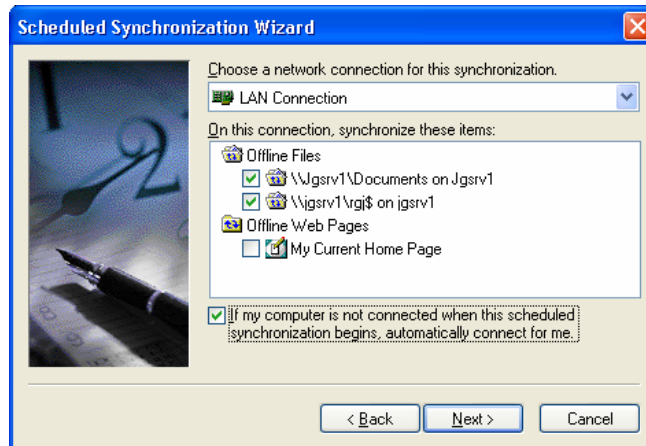 Scheduled Synchronization Wizard
Choose a network connection for this synchronization.
LAN Connection
On this connection, synchronize these items:
Offline Files
\\Jgsrv1\Documents on Jgsrv1
\\jgsrv1\rgj$ on jgsrv1
Offline Web Pages
My Current Home Page
If my computer is not connected when this scheduled
synchronization begins, automatically connect for me.
< Back
Next >
Cancel